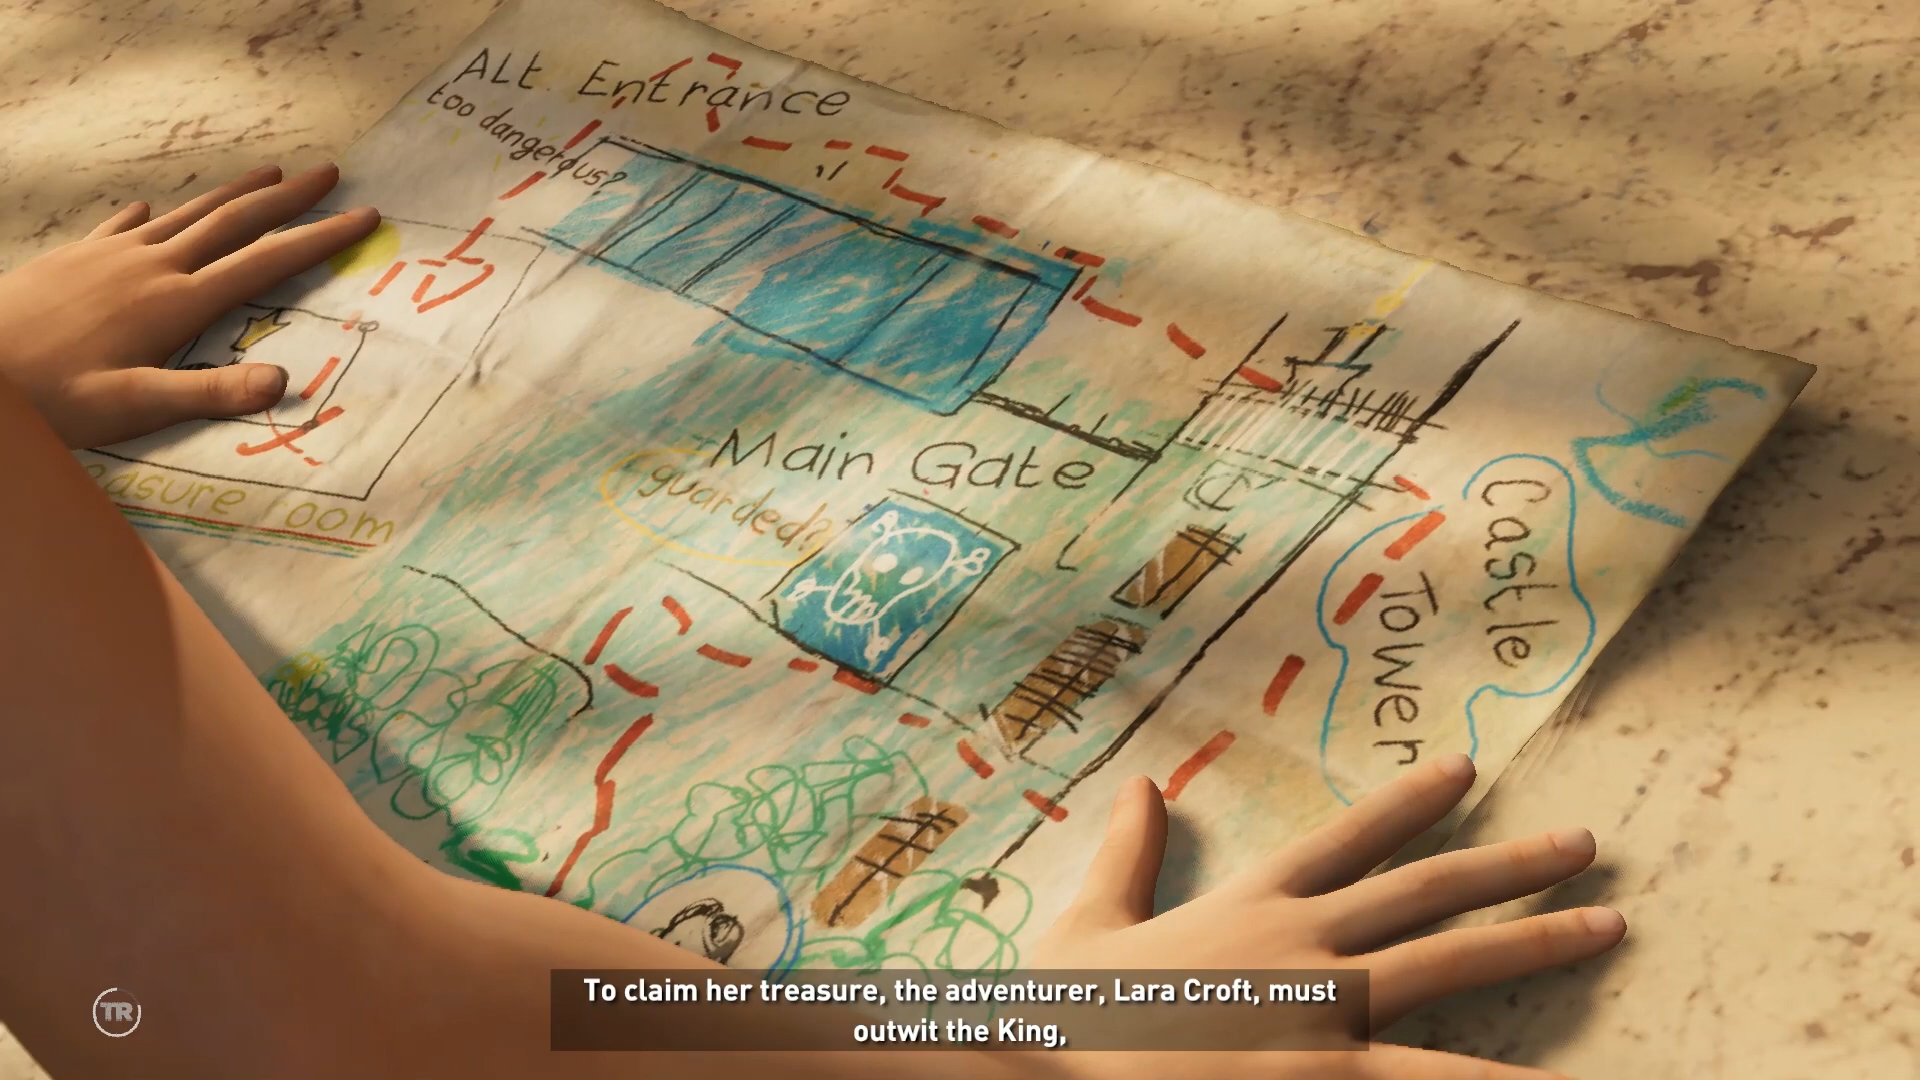 ALt. Entrance
too dangerous?
Main Gate
guarded?
room
Castle
Tower
TR
To claim her treasure, the adventurer, Lara Croft, must
outwit the King,